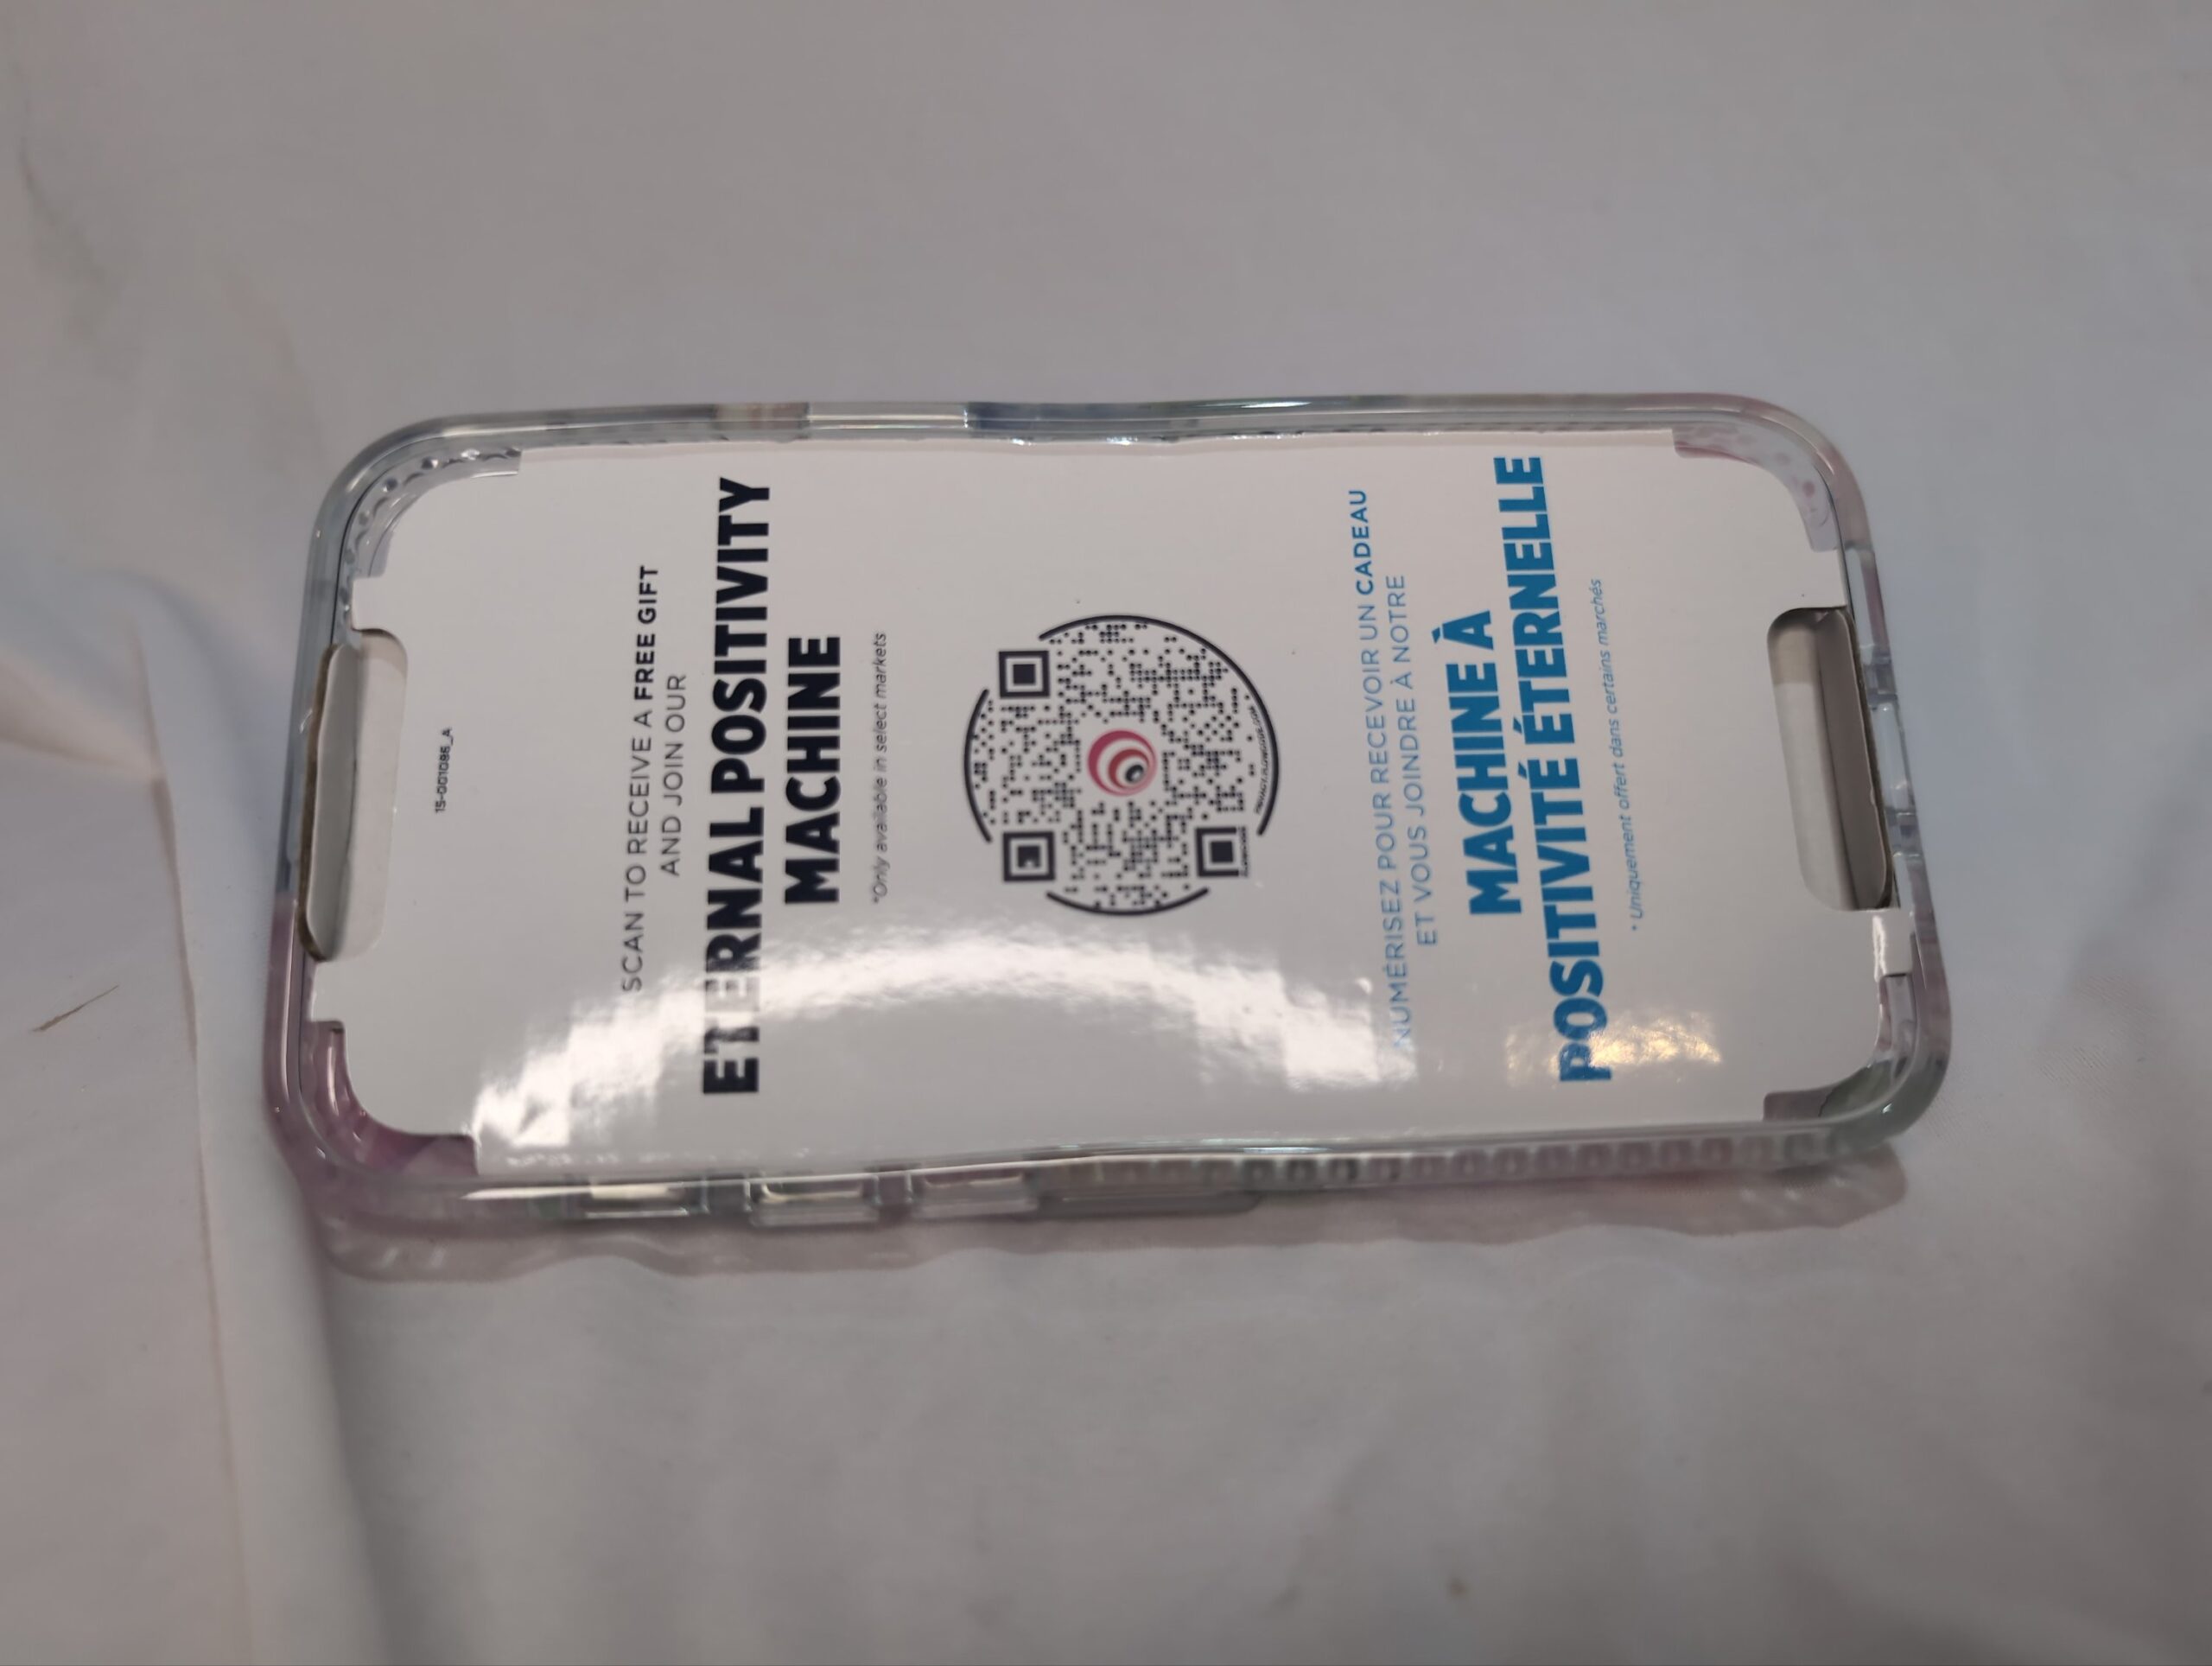 15-001086_A
SCAN TO RECEIVE A FREE GIFT
AND JOIN OUR
ETERNAL POSITIVITY
MACHINE
*Only available in select markets
NUMÉRISEZ POUR RECEVOIR UN CADEAU
ET VOUS JOINDRE À NOTRE
MACHINE À
POSITIVITÉ ÉTERNELLE
* Uniquement offert dans certains marchés